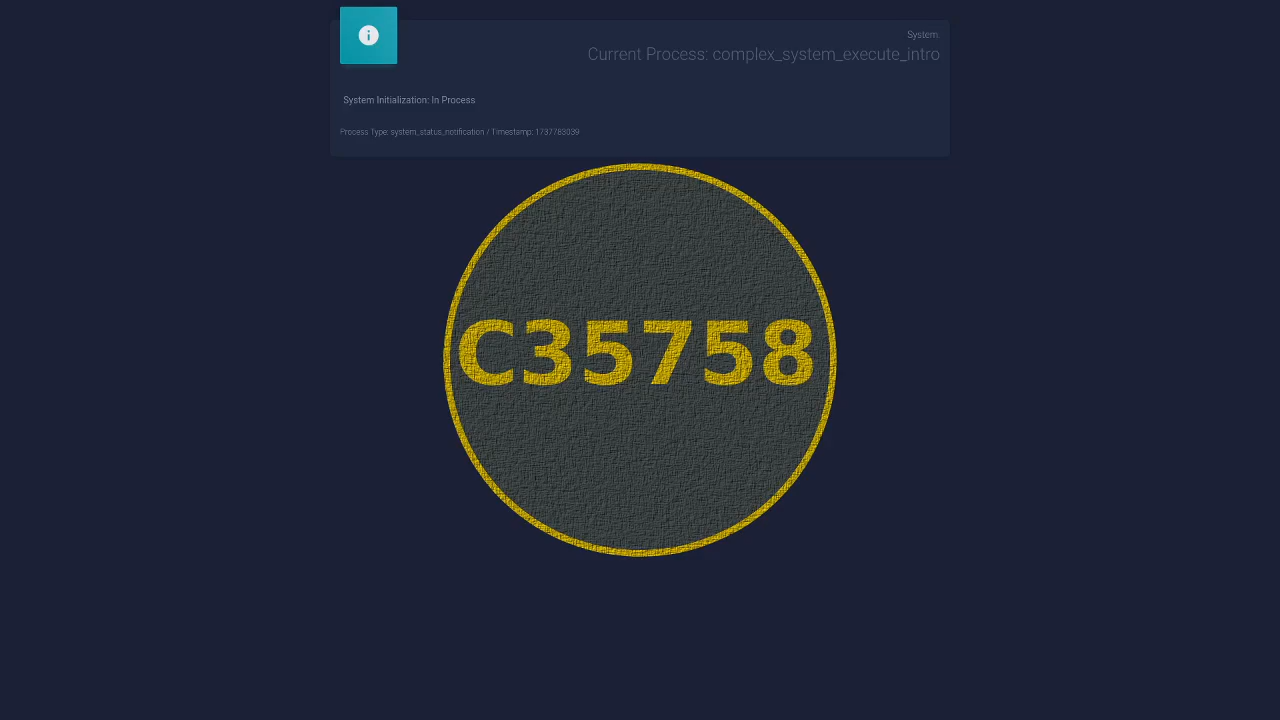 System:
Current Process: complex_system_execute_intro
System Initialization: In Process
Process Type: system_status_notification / Timestamp: 1737783039
C35758